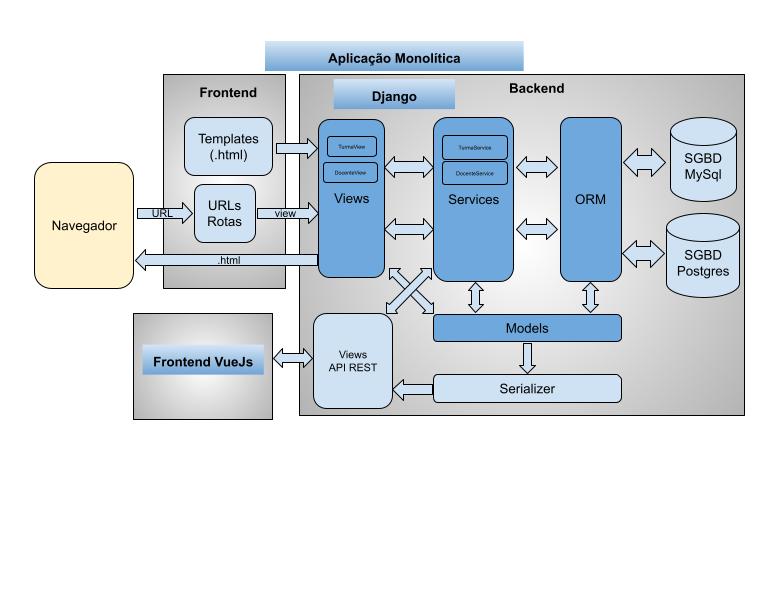 Aplicação Monolítica
Frontend
Django
Backend
Templates
(.html)
TurmaView
DocenteView
Views
TurmaService
DocenteService
Services
ORM
SGBD
MySql
Navegador
URL
URLs
Rotas
view
.html
SGBD
Postgres
Models
Frontend VueJs
Views
API REST
Serializer